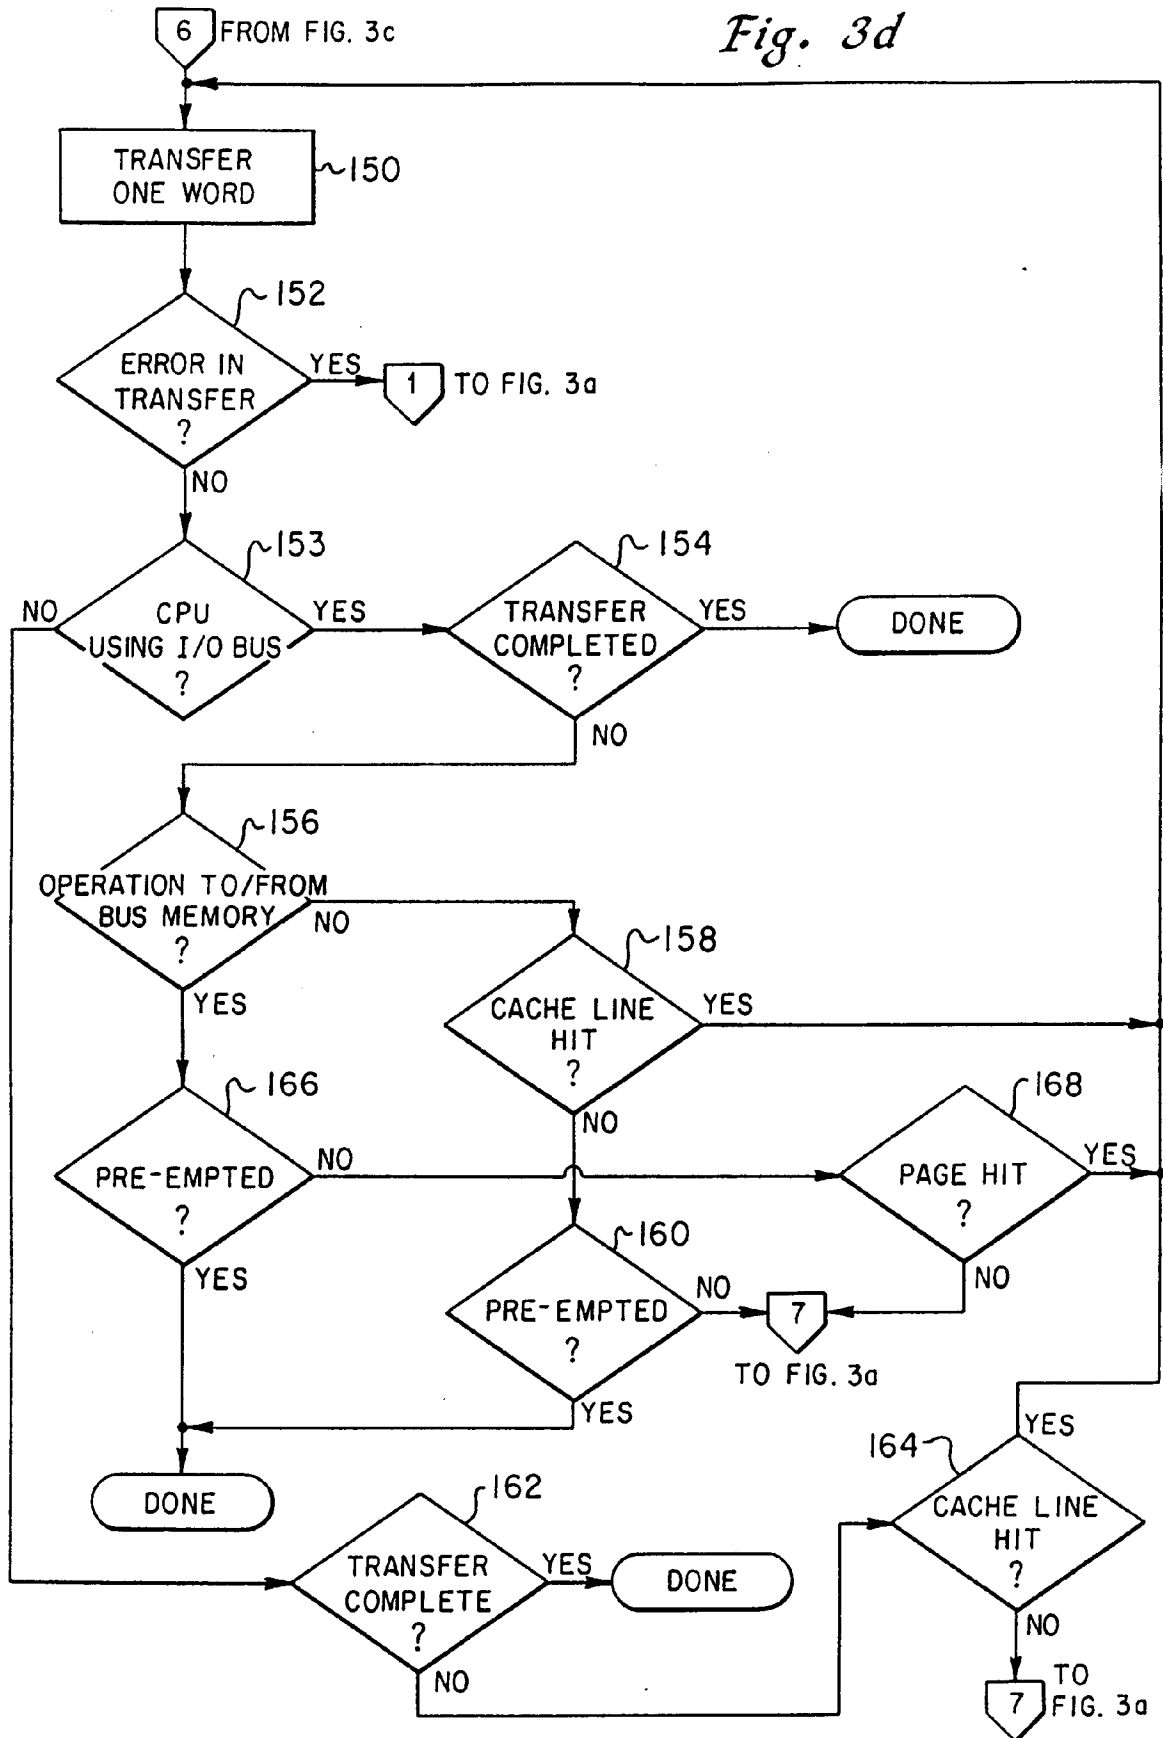 6 FROM FIG. 3c
Fig. 3d
TRANSFER
ONE WORD
150
152
ERROR IN
TRANSFER
?
YES
1
TO FIG. 3a
NO
153
NO
CPU
USING I/O BUS
?
YES
154
TRANSFER
COMPLETED
?
YES
DONE
NO
156
OPERATION TO/FROM
BUS MEMORY
?
NO
YES
158
CACHE LINE
HIT
?
YES
NO
166
PRE-EMPTED
?
NO
YES
168
PAGE HIT
?
YES
NO
160
PRE-EMPTED
?
NO
7
TO FIG. 3a
YES
DONE
162
TRANSFER
COMPLETE
?
YES
DONE
NO
164
YES
CACHE LINE
HIT
?
NO
7
TO
FIG. 3a